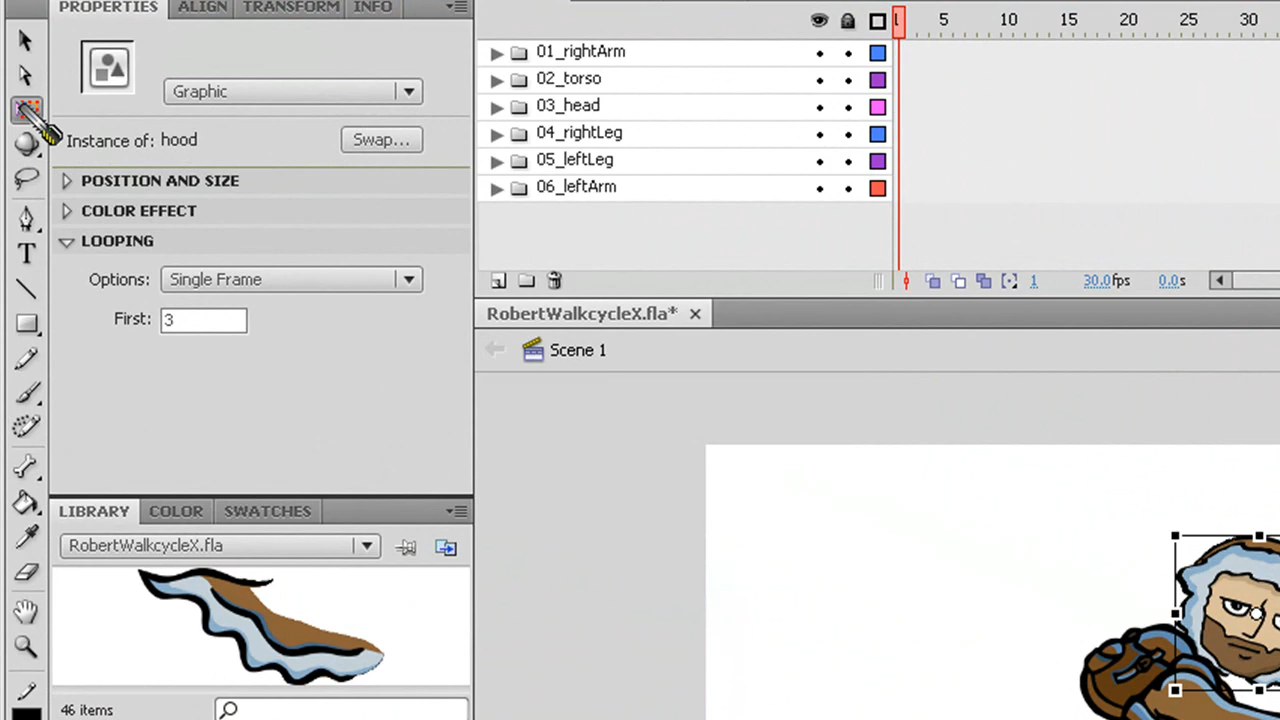 PROPERTIES ALIGN TRANSFORM INFO
Graphic
Instance of: hood Swap...
POSITION AND SIZE
COLOR EFFECT
LOOPING
Options: Single Frame
First: 3
LIBRARY COLOR SWATCHES
RobertWalkcycleX.fla
46 items
T
5 10 15 20 25 30
01_rightArm
02_torso
03_head
04_rightLeg
05_leftLeg
06_leftArm
1 30.0fps 0.0s
RobertWalkcycleX.fla*
Scene 1